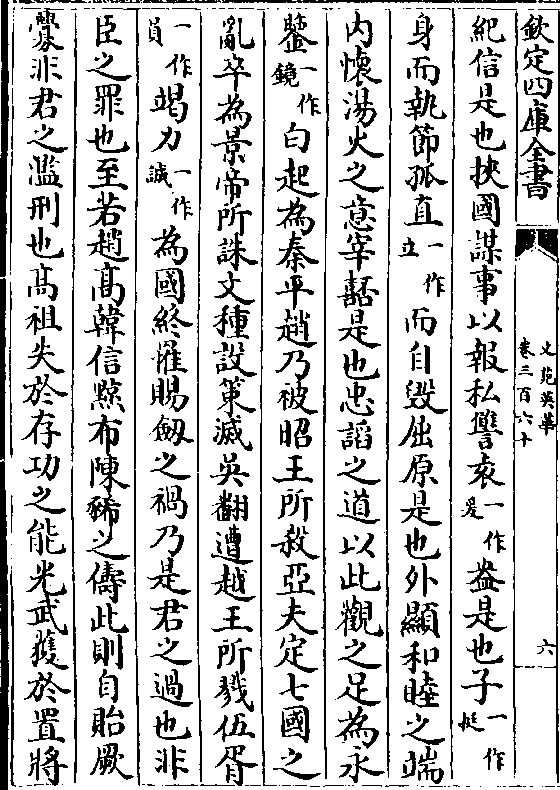 欽定四庫全書
文苑英華
卷三百六十
六
紀信是也挾國謀事以報私讐袁一作爰盎是也子一作挺
身而執節孤直一作立而自毀屈原是也外顯和睦之端
内懷湯火之意宰嚭是也忠謟之道以此觀之足為永
鍳一作鏡白起為秦平趙乃被昭王所殺亞夫定七國之
亂卒為景帝所誅文種設策滅吳翻遭越王所戮伍胥
一作員竭力一作誠為國終罹賜劔之禍乃是君之過也非
臣之罪也至若趙髙韓信黥布陳豨之儔此則自貽厥
釁非君之濫刑也髙祖失於存功之能光武獲於置將